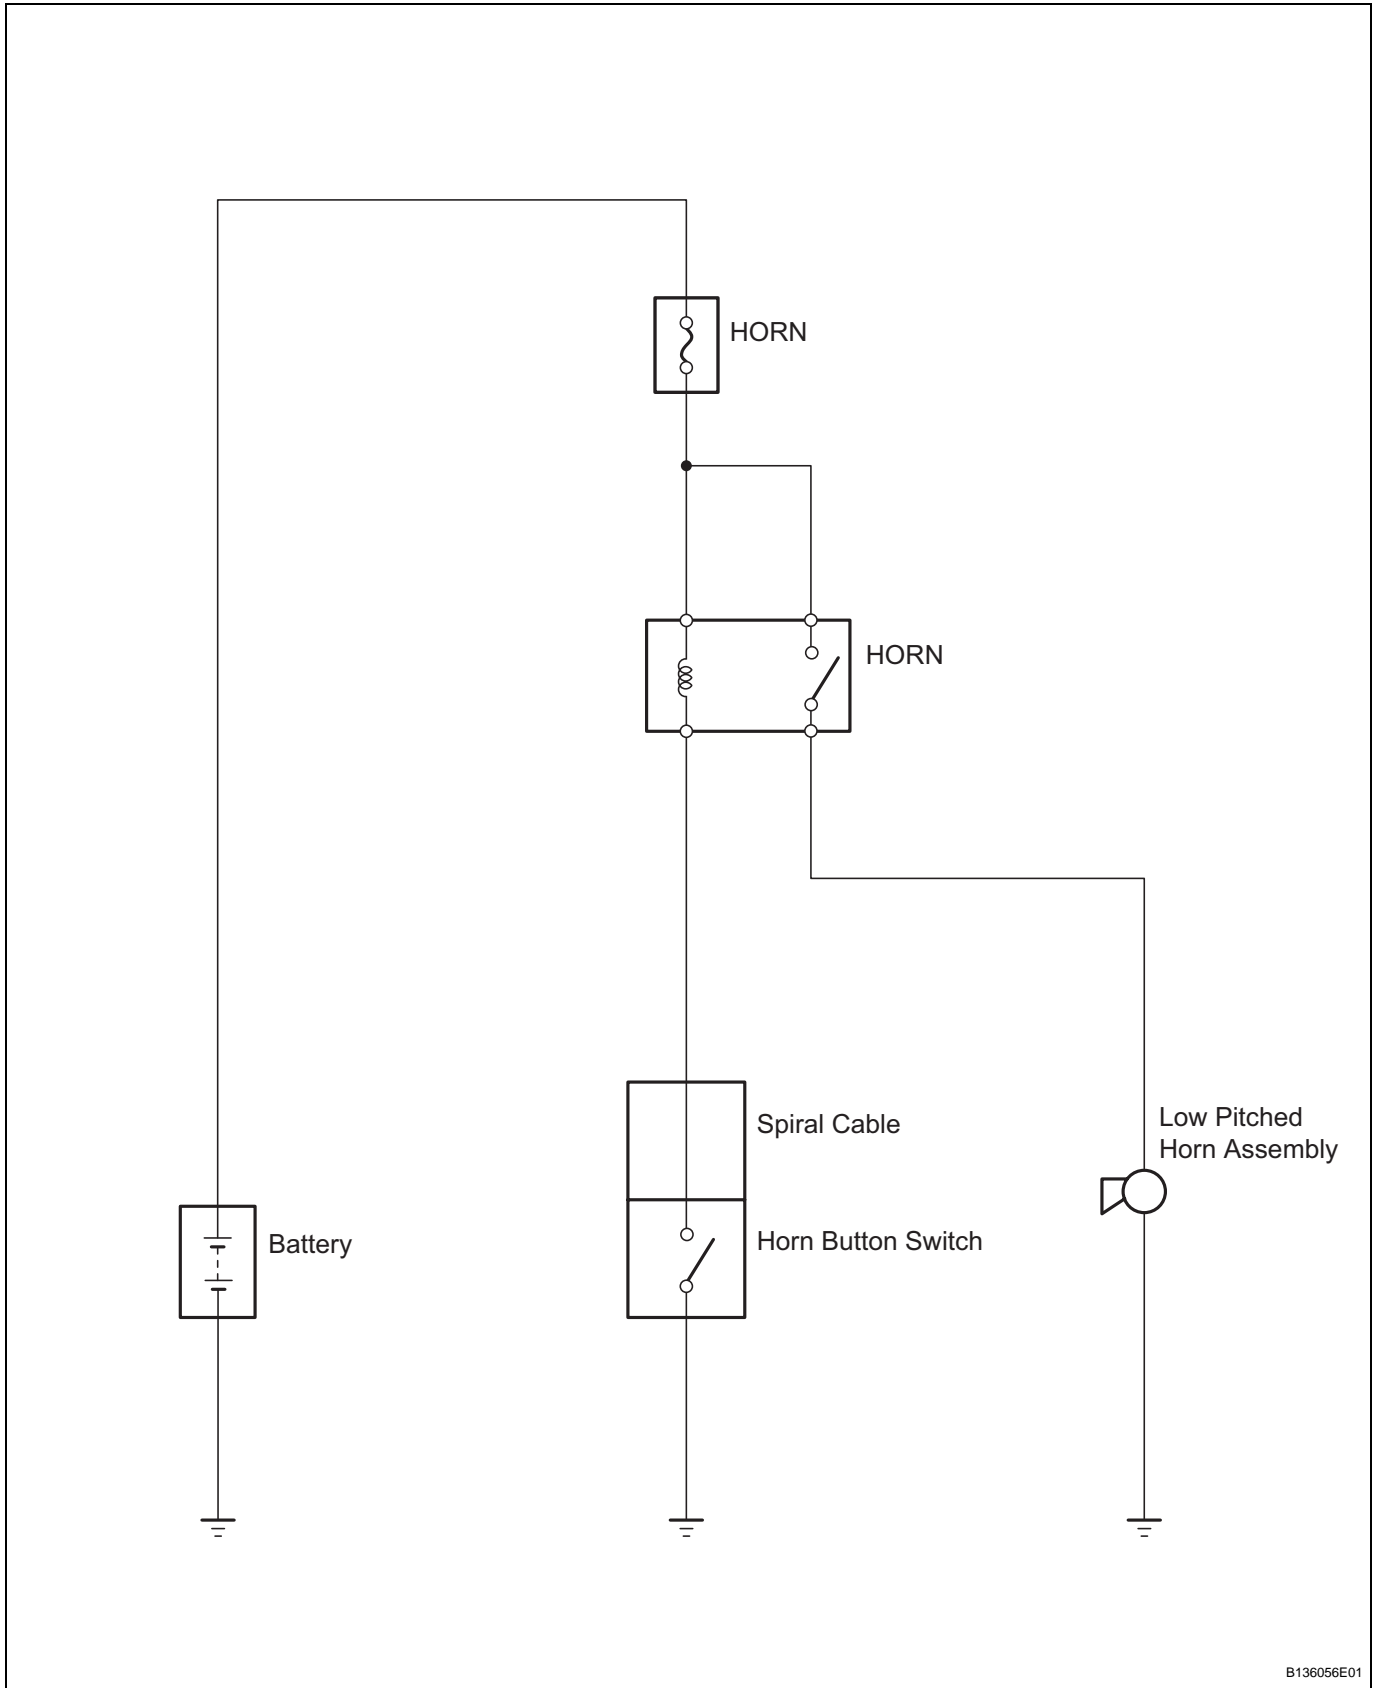 HORN
HORN
Spiral Cable
Low Pitched
Horn Assembly
Battery
Horn Button Switch
B136056E01